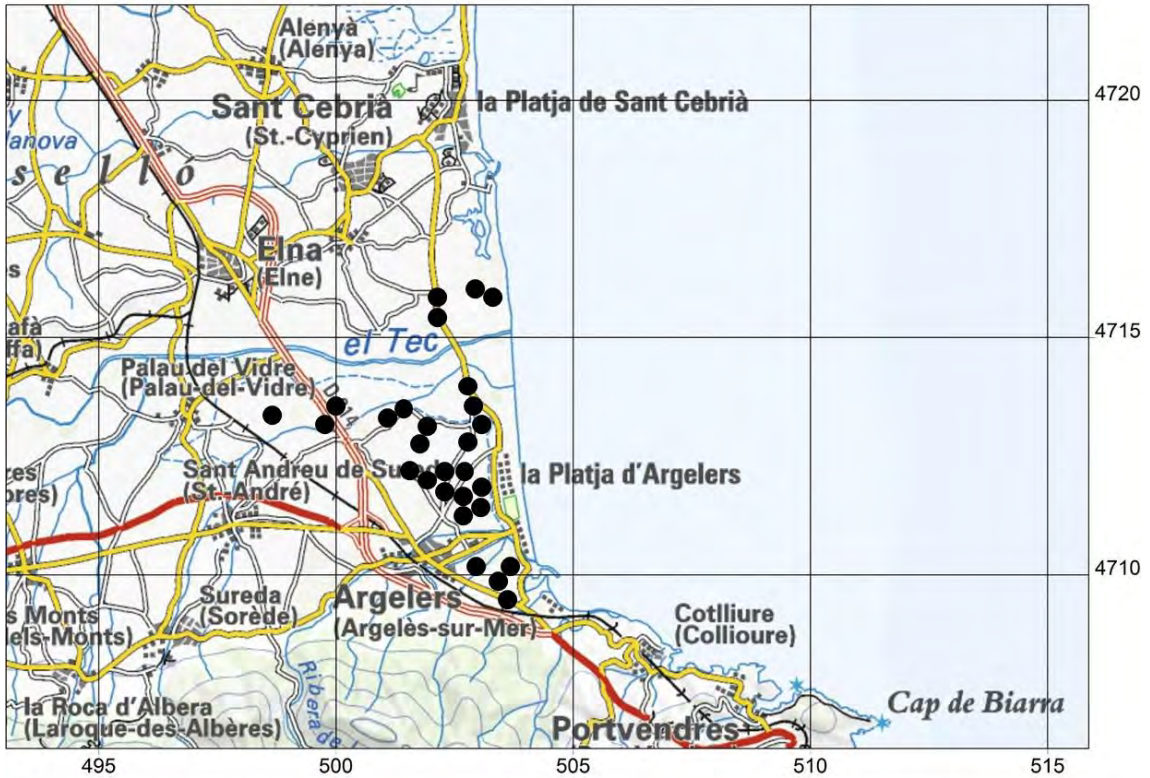 Alenyà
(Alenya)
4720
Sant Cebrià
la Platja de Sant Cebrià
(St.-Cyprien)
y
lanova
s e l l ó
Elna
(Elne)
s
afà
ffa)
4715
el Tec
Palau del Vidre
(Palau-del-Vidre)
D 914
res
ores)
Sant Andreu de Sureda
(St. André)
la Platja d'Argelers
4710
s Monts
els-Monts)
Sureda
(Sorède)
Argelers
(Argelès-sur-Mer)
Cotlliure
(Collioure)
Ribera de
la Roca d'Albera
(Laroque-des-Albères)
Cap de Biarra
Portvendres
495
500
505
510
515